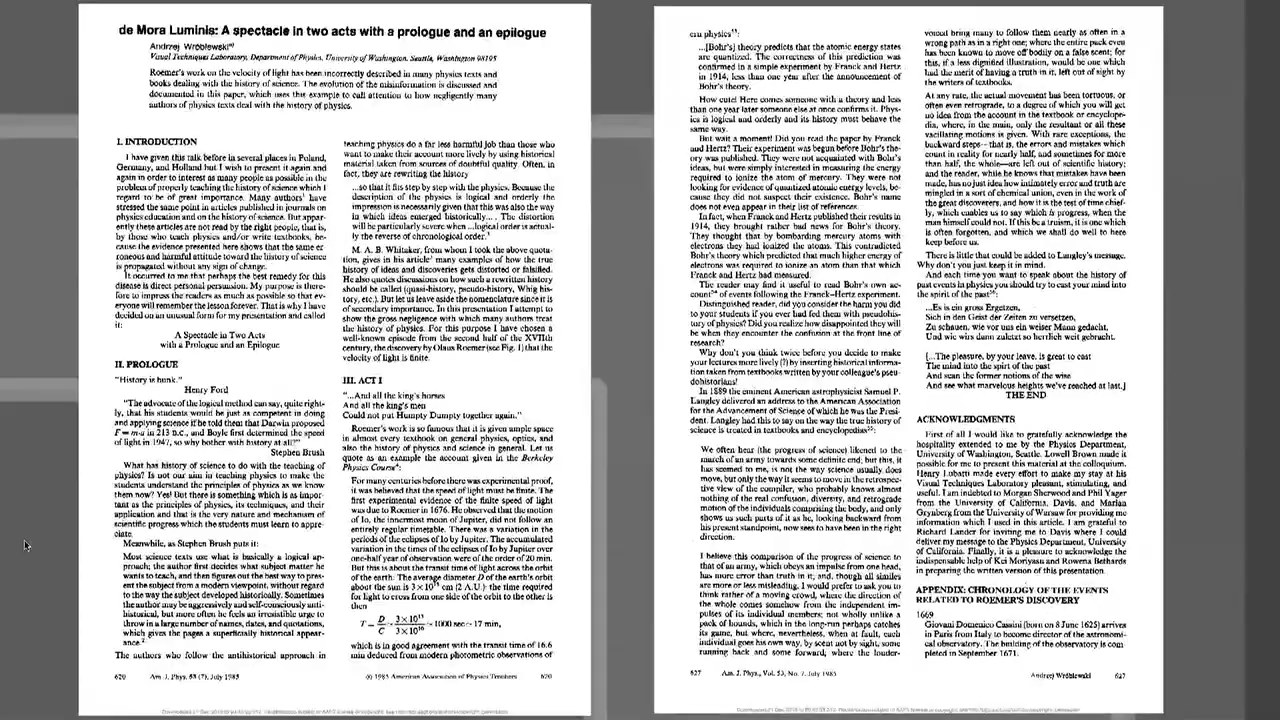 de Mora Luminis: A spectacle in two acts with a prologue and an epilogue
Andrzej Wróblewski
Visual Techniques Laboratory, Department of Physics, University of Washington, Seattle, Washington 98195
Roemer's work on the velocity of light has been incorrectly described in many physics texts and
books dealing with the history of science. The evolution of the misinformation is discussed and
documented in this paper, which uses this example to call attention to how negligently many
authors of physics texts deal with the history of physics.
I. INTRODUCTION
I have given this talk before in several places in Poland,
Germany, and Holland but I wish to present it again and
again in order to interest as many people as possible in the
problem of properly teaching the history of science which I
regard to be of great importance. Many authors¹ have
stressed the same point in articles published in journals on
physics education and on the history of science. But appar-
ently these articles are not read by the right people, that is,
by those who teach physics and/or write textbooks, be-
cause the evidence presented here shows that the same er-
roneous and harmful attitude toward the history of science
is propagated without any sign of change.
It occurred to me that perhaps the best remedy for this
disease is direct personal persuasion. My purpose is there-
fore to impress the readers as much as possible so that ev-
eryone will remember the lesson forever. That is why I have
decided on an unusual form for my presentation and called
it:
A Spectacle in Two Acts
with a Prologue and an Epilogue
II. PROLOGUE
"History is bunk."
Henry Ford
"The advocate of the logical method can say, quite right-
ly, that his students would be just as competent in doing
and applying science if he told them that Darwin proposed
F = m·a in 213 B.C., and Boyle first determined the speed
of light in 1947, so why bother with history at all?"
Stephen Brush
What has history of science to do with the teaching of
physics? Is not our aim in teaching physics to make the
students understand the principles of physics as we know
them now? Yes! But there is something which is as impor-
tant as the principles of physics, its techniques, and their
application and that is the very nature and mechanism of
scientific progress which the students must learn to appre-
ciate.
Meanwhile, as Stephen Brush puts it:
Most science texts use what is basically a logical ap-
proach; the author first decides what subject matter he
wants to teach, and then figures out the best way to pres-
ent the subject from a modern viewpoint, without regard
to the way the subject developed historically. Sometimes
the author may be aggressively and self-consciously anti-
historical, but more often he feels an irresistible urge to
throw in a large number of names, dates, and quotations,
which gives the pages a superficially historical appear-
ance.²
The authors who follow the antihistorical approach in
teaching physics do a far less harmful job than those who
want to make their account more lively by using historical
material taken from sources of doubtful quality. Often, in
fact, they are rewriting the history
...so that it fits step by step with the physics. Because the
description of the physics is logical and orderly the
impression is necessarily given that this was also the way
in which ideas emerged historically.... The distortion
will be particularly severe when ...logical order is actual-
ly the reverse of chronological order.³
M. A. B. Whitaker, from whom I took the above quota-
tion, gives in his article³ many examples of how the true
history of ideas and discoveries gets distorted or falsified.
He also quotes discussions on how such a rewritten history
should be called (quasi-history, pseudo-history, Whig his-
tory, etc.). But let us leave aside the nomenclature since it is
of secondary importance. In this presentation I attempt to
show the gross negligence with which many authors treat
the history of physics. For this purpose I have chosen a
well-known episode from the second half of the XVIIth
century, the discovery by Olaus Roemer (see Fig. 1) that the
velocity of light is finite.
III. ACT I
"...And all the king's horses
And all the king's men
Could not put Humpty Dumpty together again."
Roemer's work is so famous that it is given ample space
in almost every textbook on general physics, optics, and
also the history of physics and science in general. Let us
quote as an example the account given in the Berkeley
Physics Course⁴:
For many centuries before there was experimental proof,
it was believed that the speed of light must be finite. The
first experimental evidence of the finite speed of light
was due to Roemer in 1676. He observed that the motion
of Io, the innermost moon of Jupiter, did not follow an
entirely regular timetable. There was a variation in the
periods of the eclipses of Io by Jupiter. The accumulated
variation in the times of the eclipses of Io by Jupiter over
one-half year of observation were of the order of 20 min.
But this is about the transit time of light across the orbit
of the earth. The average diameter D of the earth's orbit
about the sun is 3×10¹³ cm (2 A.U.); the time required
for light to cross from one side of the orbit to the other is
then
T = D/C ~ 3×10¹³/3×10¹⁰ ~ 1000 sec ~ 17 min,
which is in good agreement with the transit time of 16.6
min deduced from modern photometric observations of
620 Am. J. Phys. 53 (7), July 1985 © 1985 American Association of Physics Teachers 620
ern physics
...[Bohr's] theory predicts that the atomic energy states
are quantized. The correctness of this prediction was
confirmed in a simple experiment by Franck and Hertz
in 1914, less than one year after the announcement of
Bohr's theory.
How cute! Here comes someone with a theory and less
than one year later someone else at once confirms it. Phys-
ics is logical and orderly and its history must behave the
same way.
But wait a moment! Did you read the paper by Franck
and Hertz? Their experiment was begun before Bohr's the-
ory was published. They were not acquainted with Bohr's
ideas, but were simply interested in measuring the energy
required to ionize the atom of mercury. They were not
looking for evidence of quantized atomic energy levels, be-
cause they did not suspect their existence. Bohr's name
does not even appear in their list of references.
In fact, when Franck and Hertz published their results in
1914, they brought rather bad news for Bohr's theory.
They thought that by bombarding mercury atoms with
electrons they had ionized the atoms. This contradicted
Bohr's theory which predicted that much higher energy of
electrons was required to ionize an atom than that which
Franck and Hertz had measured.
The reader may find it useful to read Bohr's own ac-
count of events following the Franck–Hertz experiment.
Distinguished reader, did you consider the harm you did
to your students if you ever had fed them with pseudohis-
tory of physics? Did you realize how disappointed they will
be when they encounter the confusion at the front line of
research?
Why don't you think twice before you decide to make
your lectures more lively (?) by inserting historical informa-
tion taken from textbooks written by your colleague's pseu-
dohistorians!
In 1889 the eminent American astrophysicist Samuel P.
Langley delivered an address to the American Association
for the Advancement of Science of which he was the Presi-
dent. Langley had this to say on the way the true history of
science is treated in textbooks and encyclopedias:
We often hear (the progress of science) likened to the
march of an army towards some definite end; but this, it
has seemed to me, is not the way science usually does
move, but only the way it seems to move in the retrospec-
tive view of the compiler, who probably knows almost
nothing of the real confusion, diversity, and retrograde
motion of the individuals comprising the body, and only
shows us such parts of it as he, looking backward from
his present standpoint, now sees to have been in the right
direction.
I believe this comparison of the progress of science to
that of an army, which obeys an impulse from one head,
has more error than truth in it; and, though all similes
are more or less misleading, I would prefer to ask you to
think rather of a moving crowd, where the direction of
the whole comes somehow from the independent im-
pulses of its individual members; not wholly unlike a
pack of hounds, which in the long-run perhaps catches
its game, but where, nevertheless, when at fault, each
individual goes his own way, by scent not by sight, some
running back and some forward, where the louder-
voiced bring many to follow them nearly as often in a
wrong path as in a right one; where the entire pack even
has been known to move off bodily on a false scent; for
this, if a less dignified illustration, would be one which
had the merit of having a truth in it, left out of sight by
the writers of textbooks.
At any rate, the actual movement has been tortuous, or
often even retrograde, to a degree of which you will get
no idea from the account in the textbook or encyclope-
dia, where, in the main, only the resultant or all these
vacillating motions is given. With rare exceptions, the
backward steps—that is, the errors and mistakes which
count in reality for nearly half, and sometimes for more
than half, the whole—are left out of scientific history;
and the reader, while he knows that mistakes have been
made, has no just idea how intimately error and truth are
mingled in a sort of chemical union, even in the work of
the great discoverers, and how it is the test of time chief-
ly, which enables us to say which is progress, when the
man himself could not. If this be a truism, it is one which
is often forgotten, and which we shall do well to here
keep before us.
There is little that could be added to Langley's message.
Why don't you just keep it in mind.
And each time you want to speak about the history of
past events in physics you should try to cast your mind into
the spirit of the past:
...Es is ein gross Ergetzen,
Sich in den Geist der Zeiten zu versetzen,
Zu schauen, wie vor uns ein weiser Mann gedacht,
Und wie wirs dann zuletzt so herrlich weit gebracht.
[...The pleasure, by your leave, is great to cast
The mind into the spirit of the past
And scan the former notions of the wise
And see what marvelous heights we've reached at last.]
THE END
ACKNOWLEDGMENTS
First of all I would like to gratefully acknowledge the
hospitality extended to me by the Physics Department,
University of Washington, Seattle. Lowell Brown made it
possible for me to present this material at the colloquium.
Henry Lubatti made every effort to make my stay at his
Visual Techniques Laboratory pleasant, stimulating, and
useful. I am indebted to Morgan Sherwood and Phil Yager
from the University of California, Davis, and Marian
Grynberg from the University of Warsaw for providing me
information which I used in this article. I am grateful to
Richard Lander for inviting me to Davis where I could
deliver my message to the Physics Department, University
of California. Finally, it is a pleasure to acknowledge the
indispensable help of Kei Moriyasu and Rowena Bethards
in preparing the written version of this presentation.
APPENDIX: CHRONOLOGY OF THE EVENTS
RELATED TO ROEMER'S DISCOVERY
1669
Giovani Domenico Cassini (born on 8 June 1625) arrives
in Paris from Italy to become director of the astronomi-
cal observatory. The building of the observatory is com-
pleted in September 1671.
627 Am. J. Phys., Vol. 53, No. 7, July 1985 Andrzej Wróblewski 627